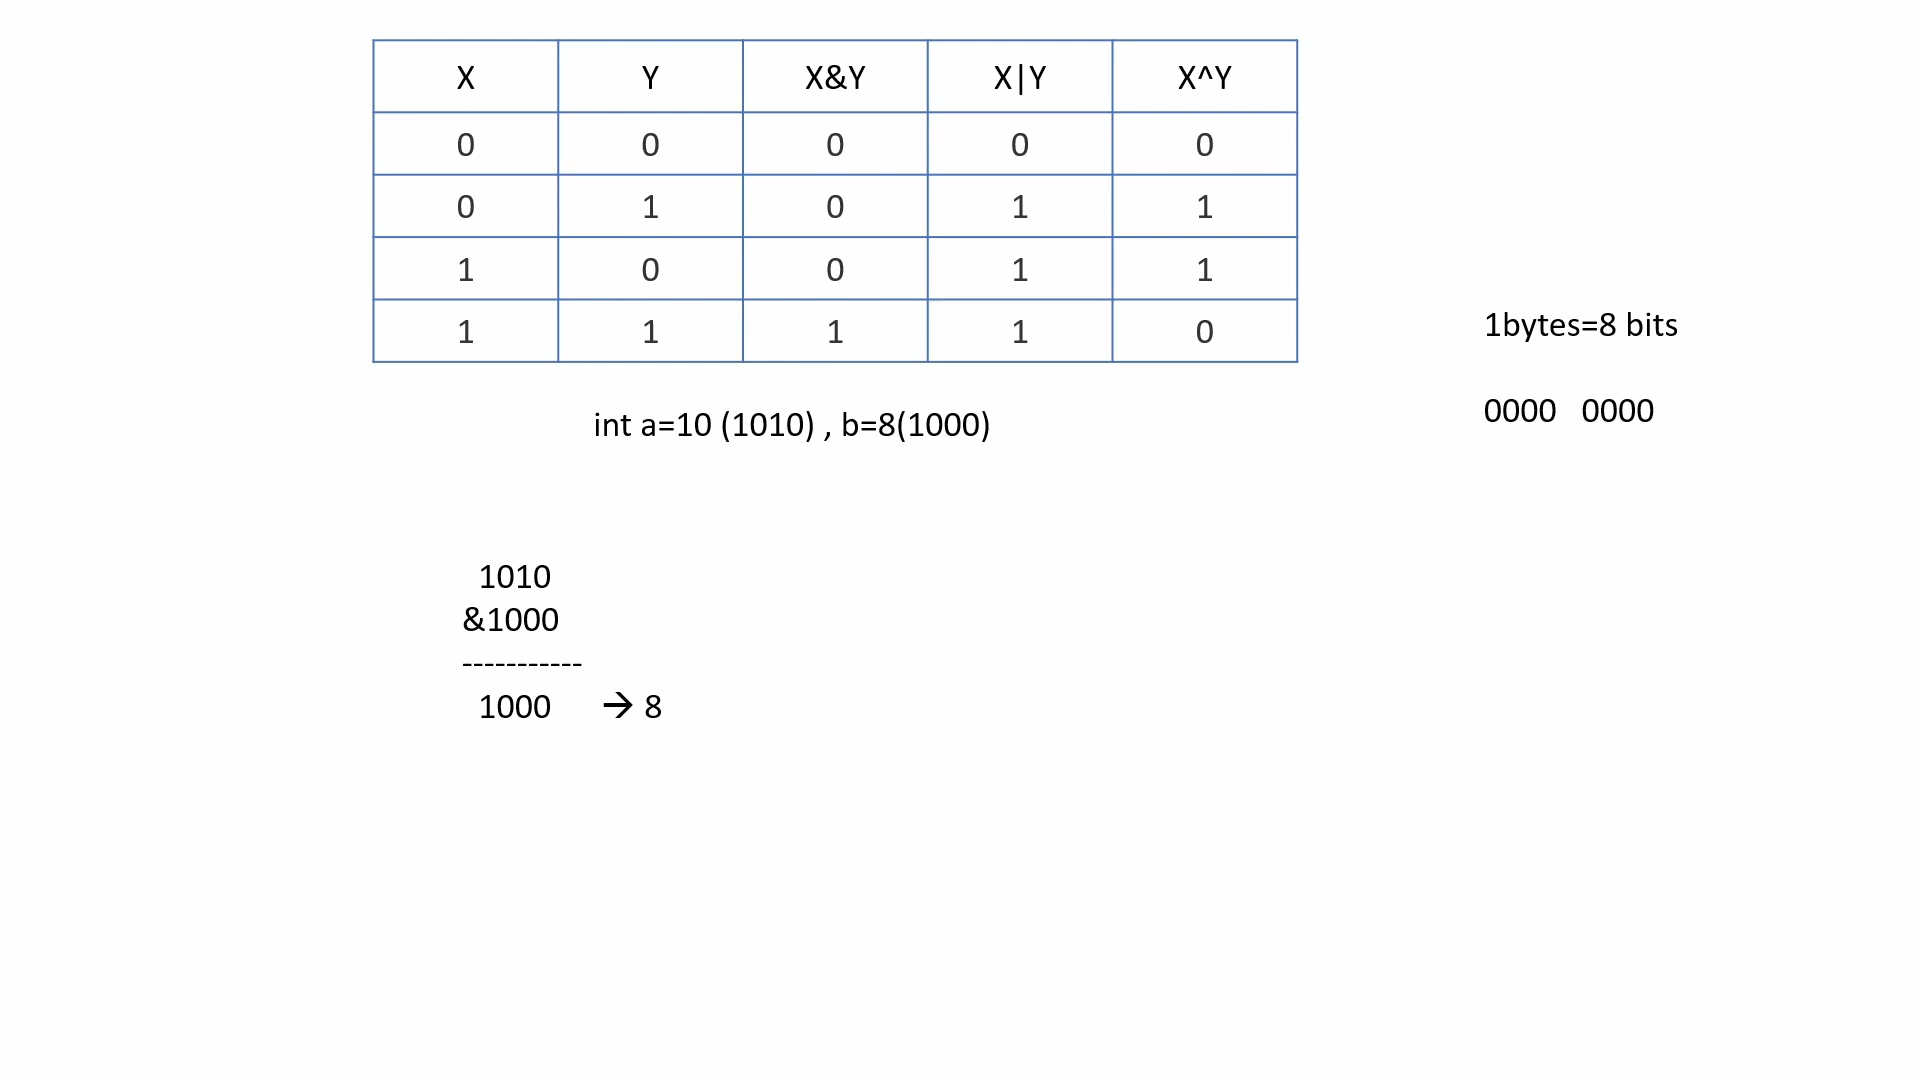 X Y X&Y X|Y X^Y
0 0 0 0 0
0 1 0 1 1
1 0 0 1 1
1 1 1 1 0
1bytes=8 bits
0000 0000
int a=10 (1010) , b=8(1000)
1010
&1000
-----------
1000 → 8